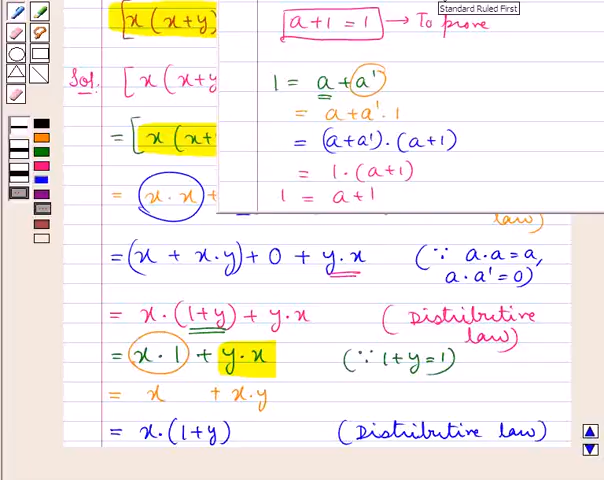 Standard Ruled First
[x(x+y)
a+1 = 1 → To prove
Sol. [x(x+y
1 = a + a'
= a + a'.1
= [x(x+
= (a+a').(a+1)
= 1.(a+1)
= x.x +
1 = a+1
law)
= (x + x.y) + 0 + y.x (∵ a.a = a,
a.a' = 0)
= x.(1+y) + y.x (Distributive
law)
= x.1 + y.x (∵ 1+y=1)
= x + x.y
= x.(1+y) (Distributive law)